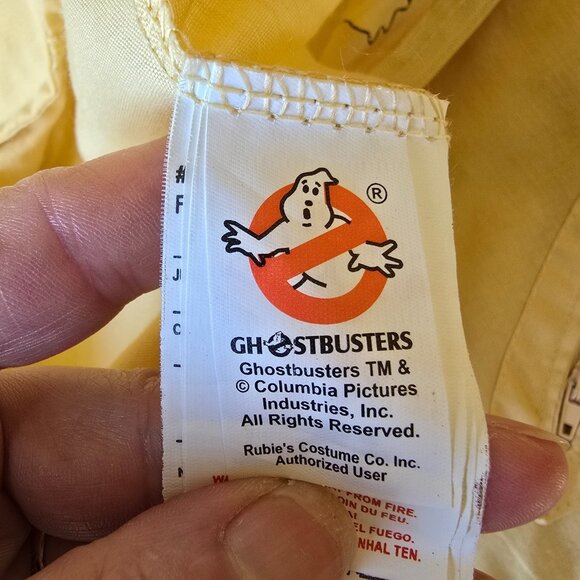 ®
GHOSTBUSTERS
Ghostbusters TM &
© Columbia Pictures
Industries, Inc.
All Rights Reserved.
Rubie's Costume Co. Inc.
Authorized User
FROM FIRE.
DU FEU.
EL FUEGO.
TEN.